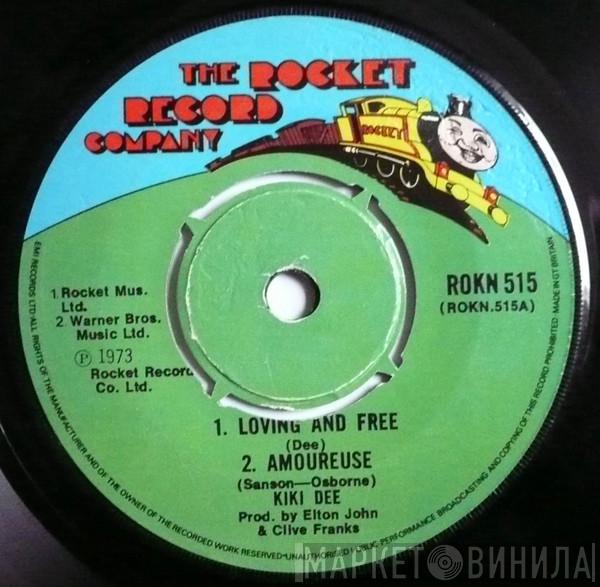 THE ROCKET
RECORD
COMPANY
ROCKET
ROKN 515
(ROKN.515A)
1. Rocket Mus.
Ltd.
2. Warner Bros.
Music Ltd.
Ⓟ 1973
Rocket Record
Co. Ltd.
1. LOVING AND FREE
(Dee)
2. AMOUREUSE
(Sanson—Osborne)
KIKI DEE
Prod. by Elton John
& Clive Franks
EMI RECORDS LTD·ALL RIGHTS OF THE MANUFACTURER AND OF THE OWNER OF THE RECORDED WORK RESERVED·UNAUTHORISED PUBLIC PERFORMANCE BROADCASTING AND COPYING OF THIS RECORD PROHIBITED·MADE IN GT BRITAIN
МАРКЕТ ВИНИЛА